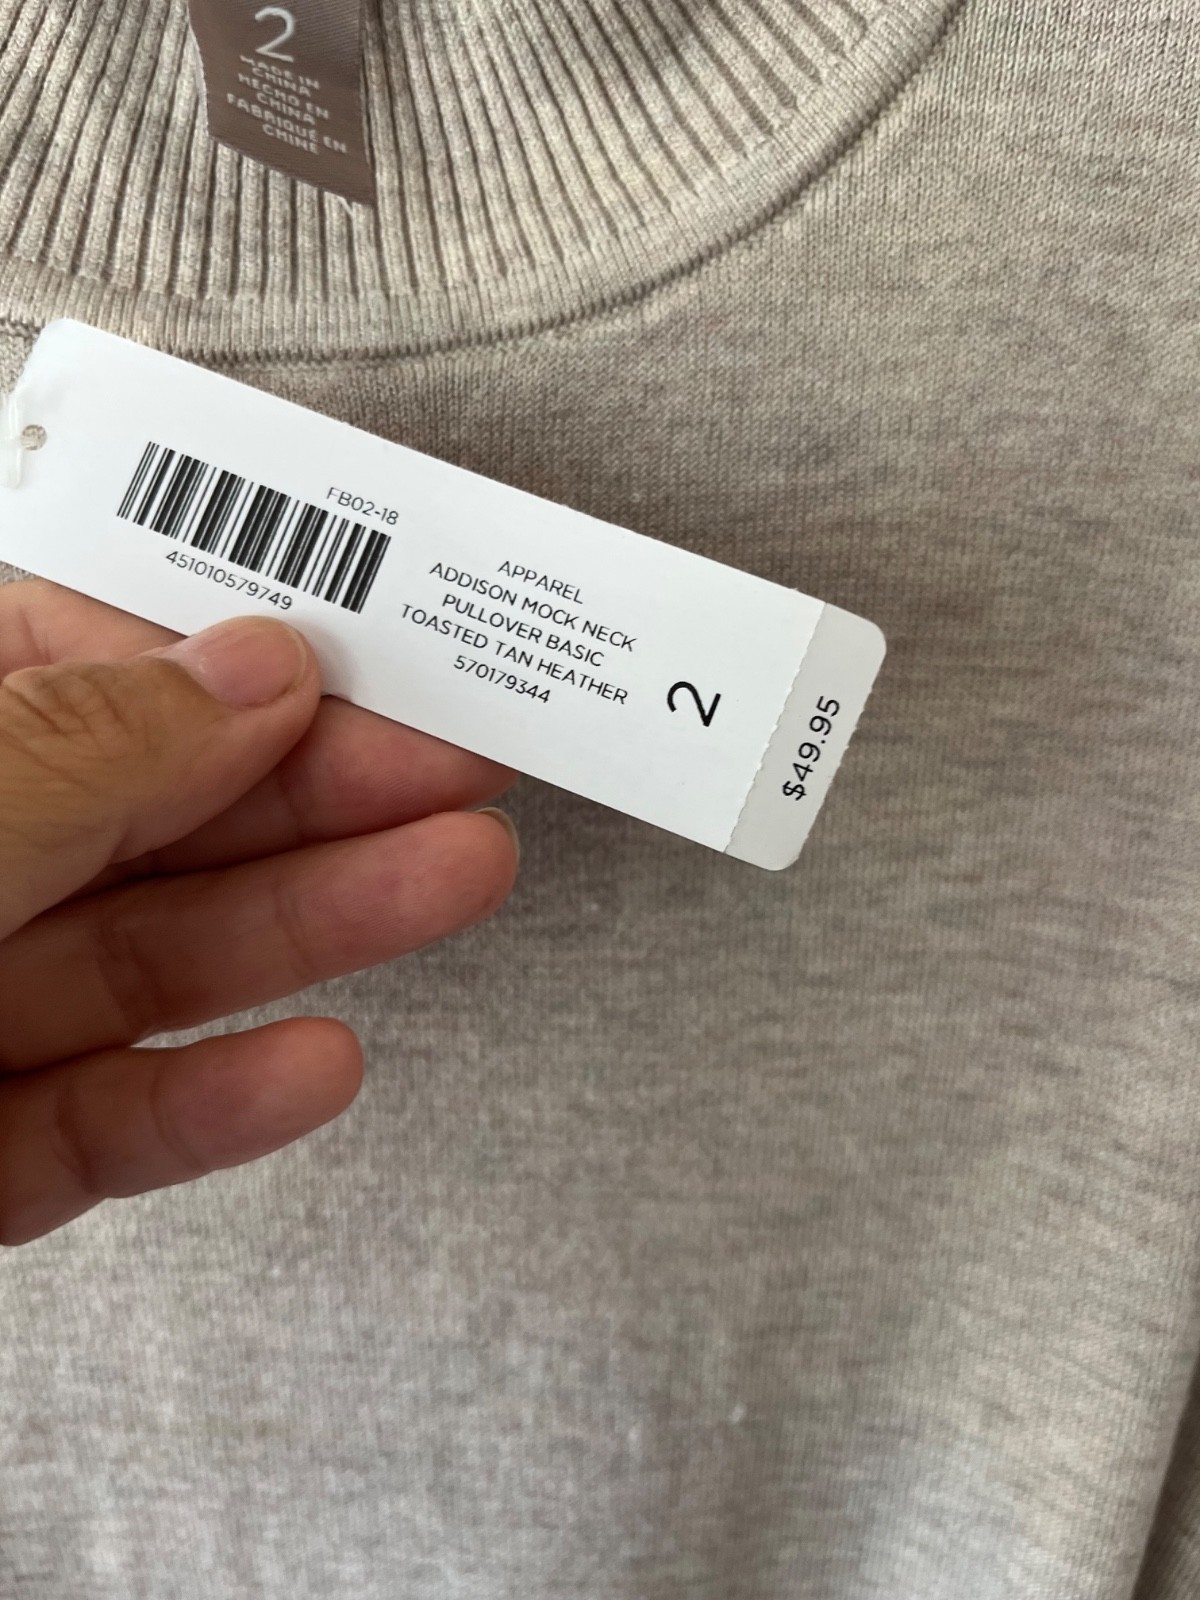 2
MADE IN
CHINA
HECHO EN
CHINA
FABRIQUÉ EN
CHINE
FB02-18
451010579749
APPAREL
ADDISON MOCK NECK
PULLOVER BASIC
TOASTED TAN HEATHER
570179344
2
$49.95